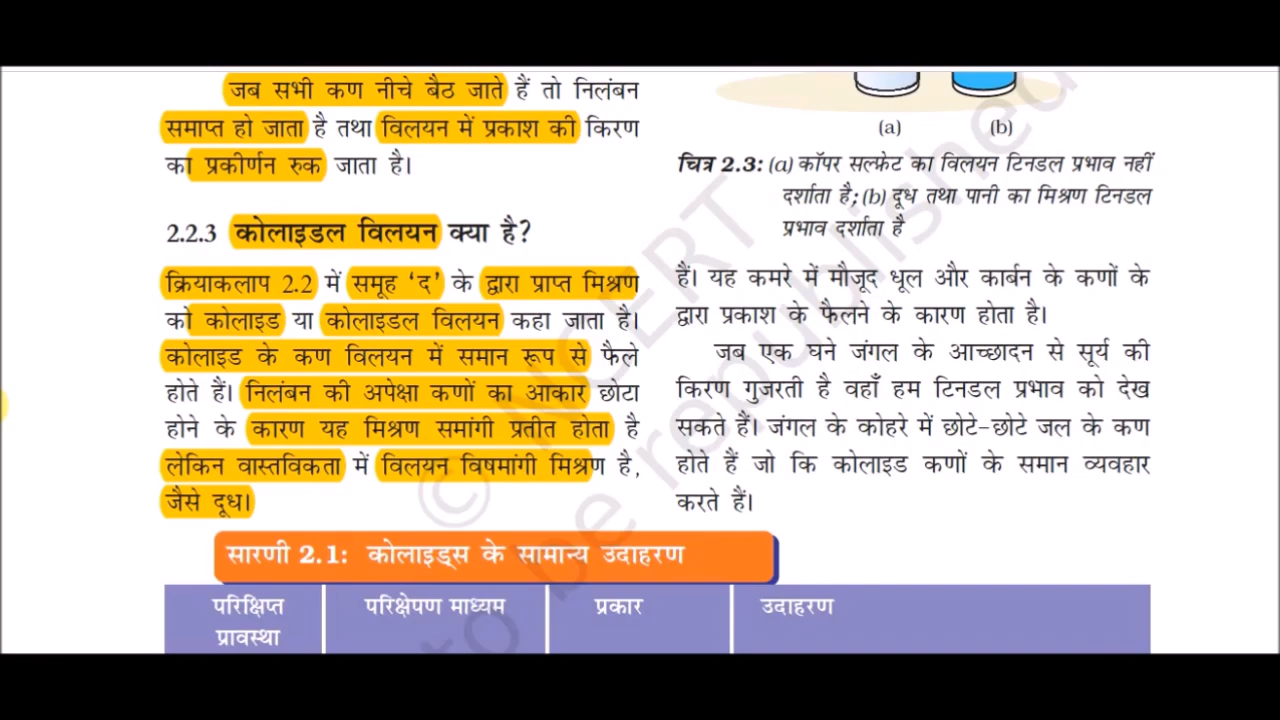 जब सभी कण नीचे बैठ जाते हैं तो निलंबन
समाप्त हो जाता है तथा विलयन में प्रकाश की किरण
का प्रकीर्णन रुक जाता है।
2.2.3 कोलाइडल विलयन क्या है?
क्रियाकलाप 2.2 में समूह ‘द’ के द्वारा प्राप्त मिश्रण
को कोलाइड या कोलाइडल विलयन कहा जाता है।
कोलाइड के कण विलयन में समान रूप से फैले
होते हैं। निलंबन की अपेक्षा कणों का आकार छोटा
होने के कारण यह मिश्रण समांगी प्रतीत होता है
लेकिन वास्तविकता में विलयन विषमांगी मिश्रण है,
जैसे दूध।
(a) (b)
चित्र 2.3: (a) कॉपर सल्फ़ेट का विलयन टिनडल प्रभाव नहीं
दर्शाता है; (b) दूध तथा पानी का मिश्रण टिनडल
प्रभाव दर्शाता है
हैं। यह कमरे में मौजूद धूल और कार्बन के कणों के
द्वारा प्रकाश के फैलने के कारण होता है।
जब एक घने जंगल के आच्छादन से सूर्य की
किरण गुजरती है वहाँ हम टिनडल प्रभाव को देख
सकते हैं। जंगल के कोहरे में छोटे-छोटे जल के कण
होते हैं जो कि कोलाइड कणों के समान व्यवहार
करते हैं।
सारणी 2.1: कोलाइड्स के सामान्य उदाहरण
परिक्षिप्त प्रावस्था
परिक्षेपण माध्यम
प्रकार
उदाहरण
© NCERT
to be republished